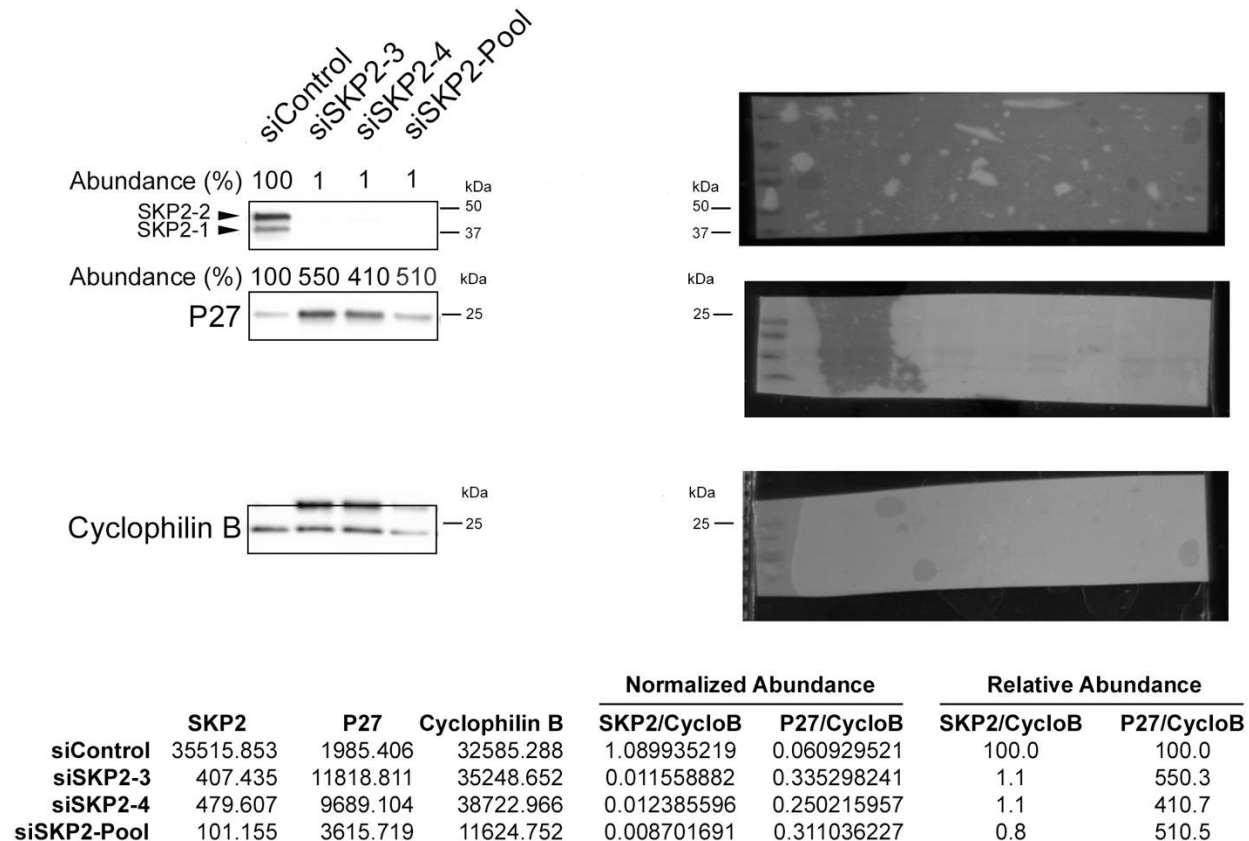 siControl
siSKP2-3
siSKP2-4
siSKP2-Pool
Abundance (%) 100 1 1 1
kDa
SKP2-2
50
SKP2-1
37
Abundance (%) 100 550 410 510
kDa
P27
25
kDa
Cyclophilin B
25
kDa
50
37
kDa
25
kDa
25
Normalized Abundance Relative Abundance
SKP2 P27 Cyclophilin B SKP2/CycloB P27/CycloB SKP2/CycloB P27/CycloB
siControl 35515.853 1985.406 32585.288 1.089935219 0.060929521 100.0 100.0
siSKP2-3 407.435 11818.811 35248.652 0.011558882 0.335298241 1.1 550.3
siSKP2-4 479.607 9689.104 38722.966 0.012385596 0.250215957 1.1 410.7
siSKP2-Pool 101.155 3615.719 11624.752 0.008701691 0.311036227 0.8 510.5